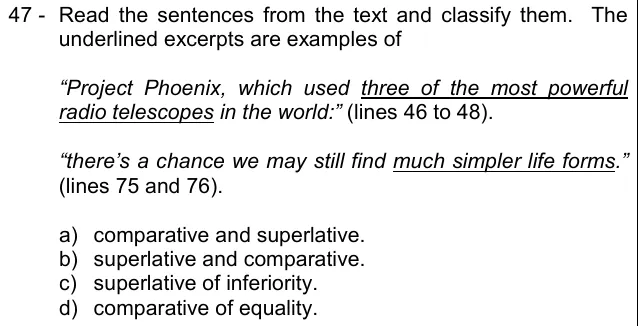 47 - Read the sentences from the text and classify them. The
underlined excerpts are examples of
“Project Phoenix, which used three of the most powerful
radio telescopes in the world:” (lines 46 to 48).
“there’s a chance we may still find much simpler life forms.”
(lines 75 and 76).
a) comparative and superlative.
b) superlative and comparative.
c) superlative of inferiority.
d) comparative of equality.